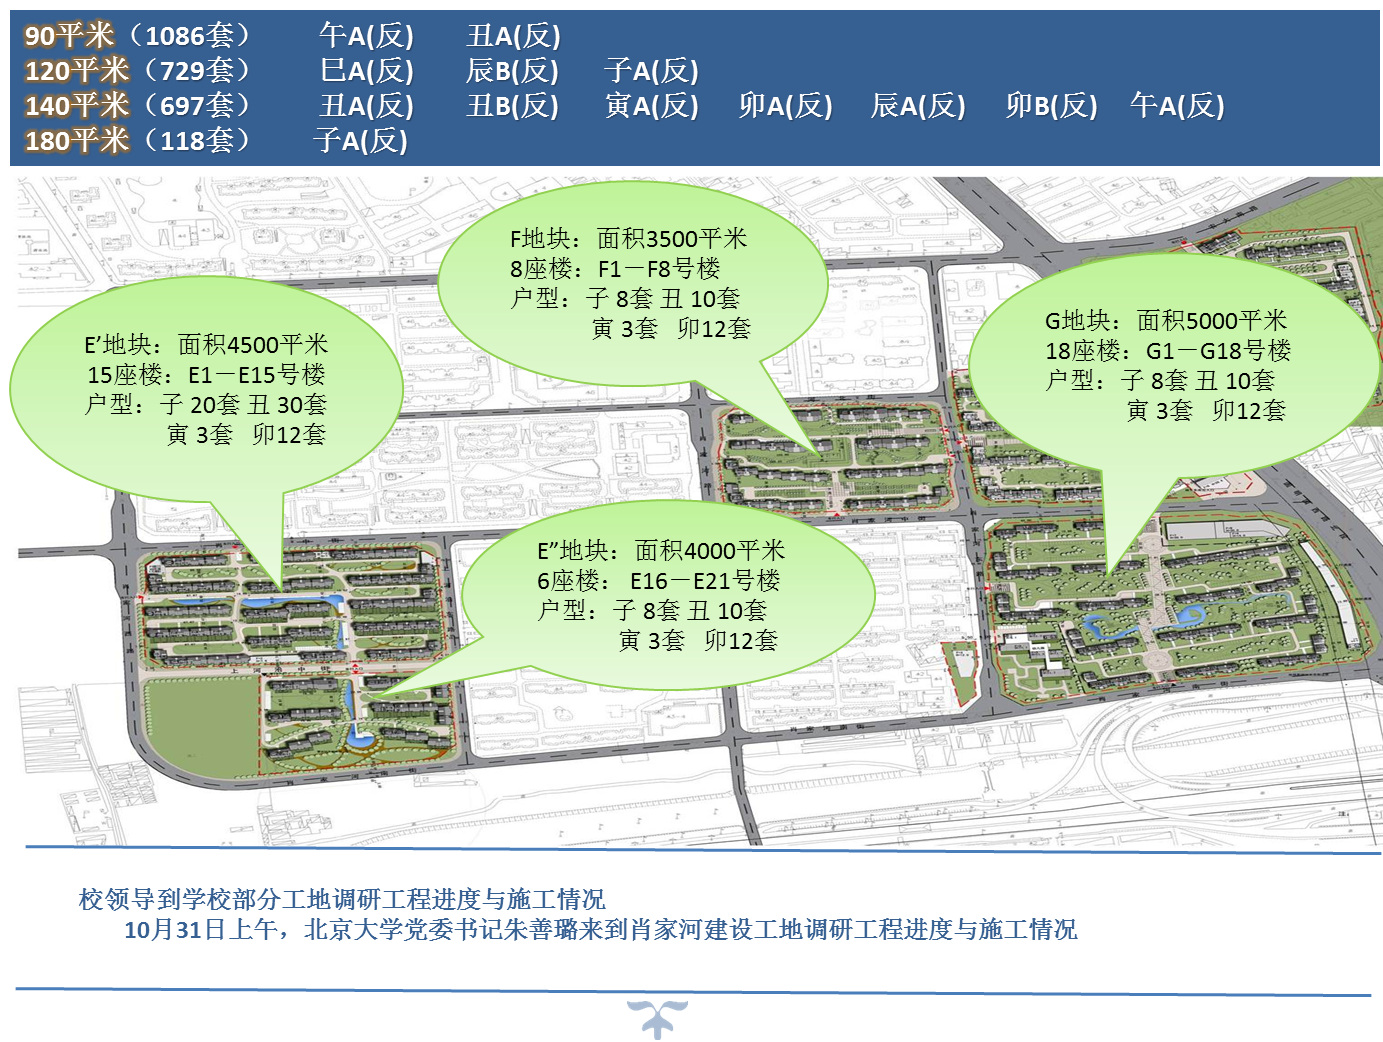 90平米（1086套） 午A(反) 丑A(反)
120平米（729套） 巳A(反) 辰B(反) 子A(反)
140平米（697套） 丑A(反) 丑B(反) 寅A(反) 卯A(反) 辰A(反) 卯B(反) 午A(反)
180平米（118套） 子A(反)
F地块：面积3500平米
8座楼：F1－F8号楼
户型：子 8套 丑 10套
寅 3套 卯12套
G地块：面积5000平米
18座楼：G1－G18号楼
户型：子 8套 丑 10套
寅 3套 卯12套
E’地块：面积4500平米
15座楼：E1－E15号楼
户型：子 20套 丑 30套
寅 3套 卯12套
E”地块：面积4000平米
6座楼： E16－E21号楼
户型：子 8套 丑 10套
寅 3套 卯12套
校领导到学校部分工地调研工程进度与施工情况
10月31日上午，北京大学党委书记朱善璐来到肖家河建设工地调研工程进度与施工情况